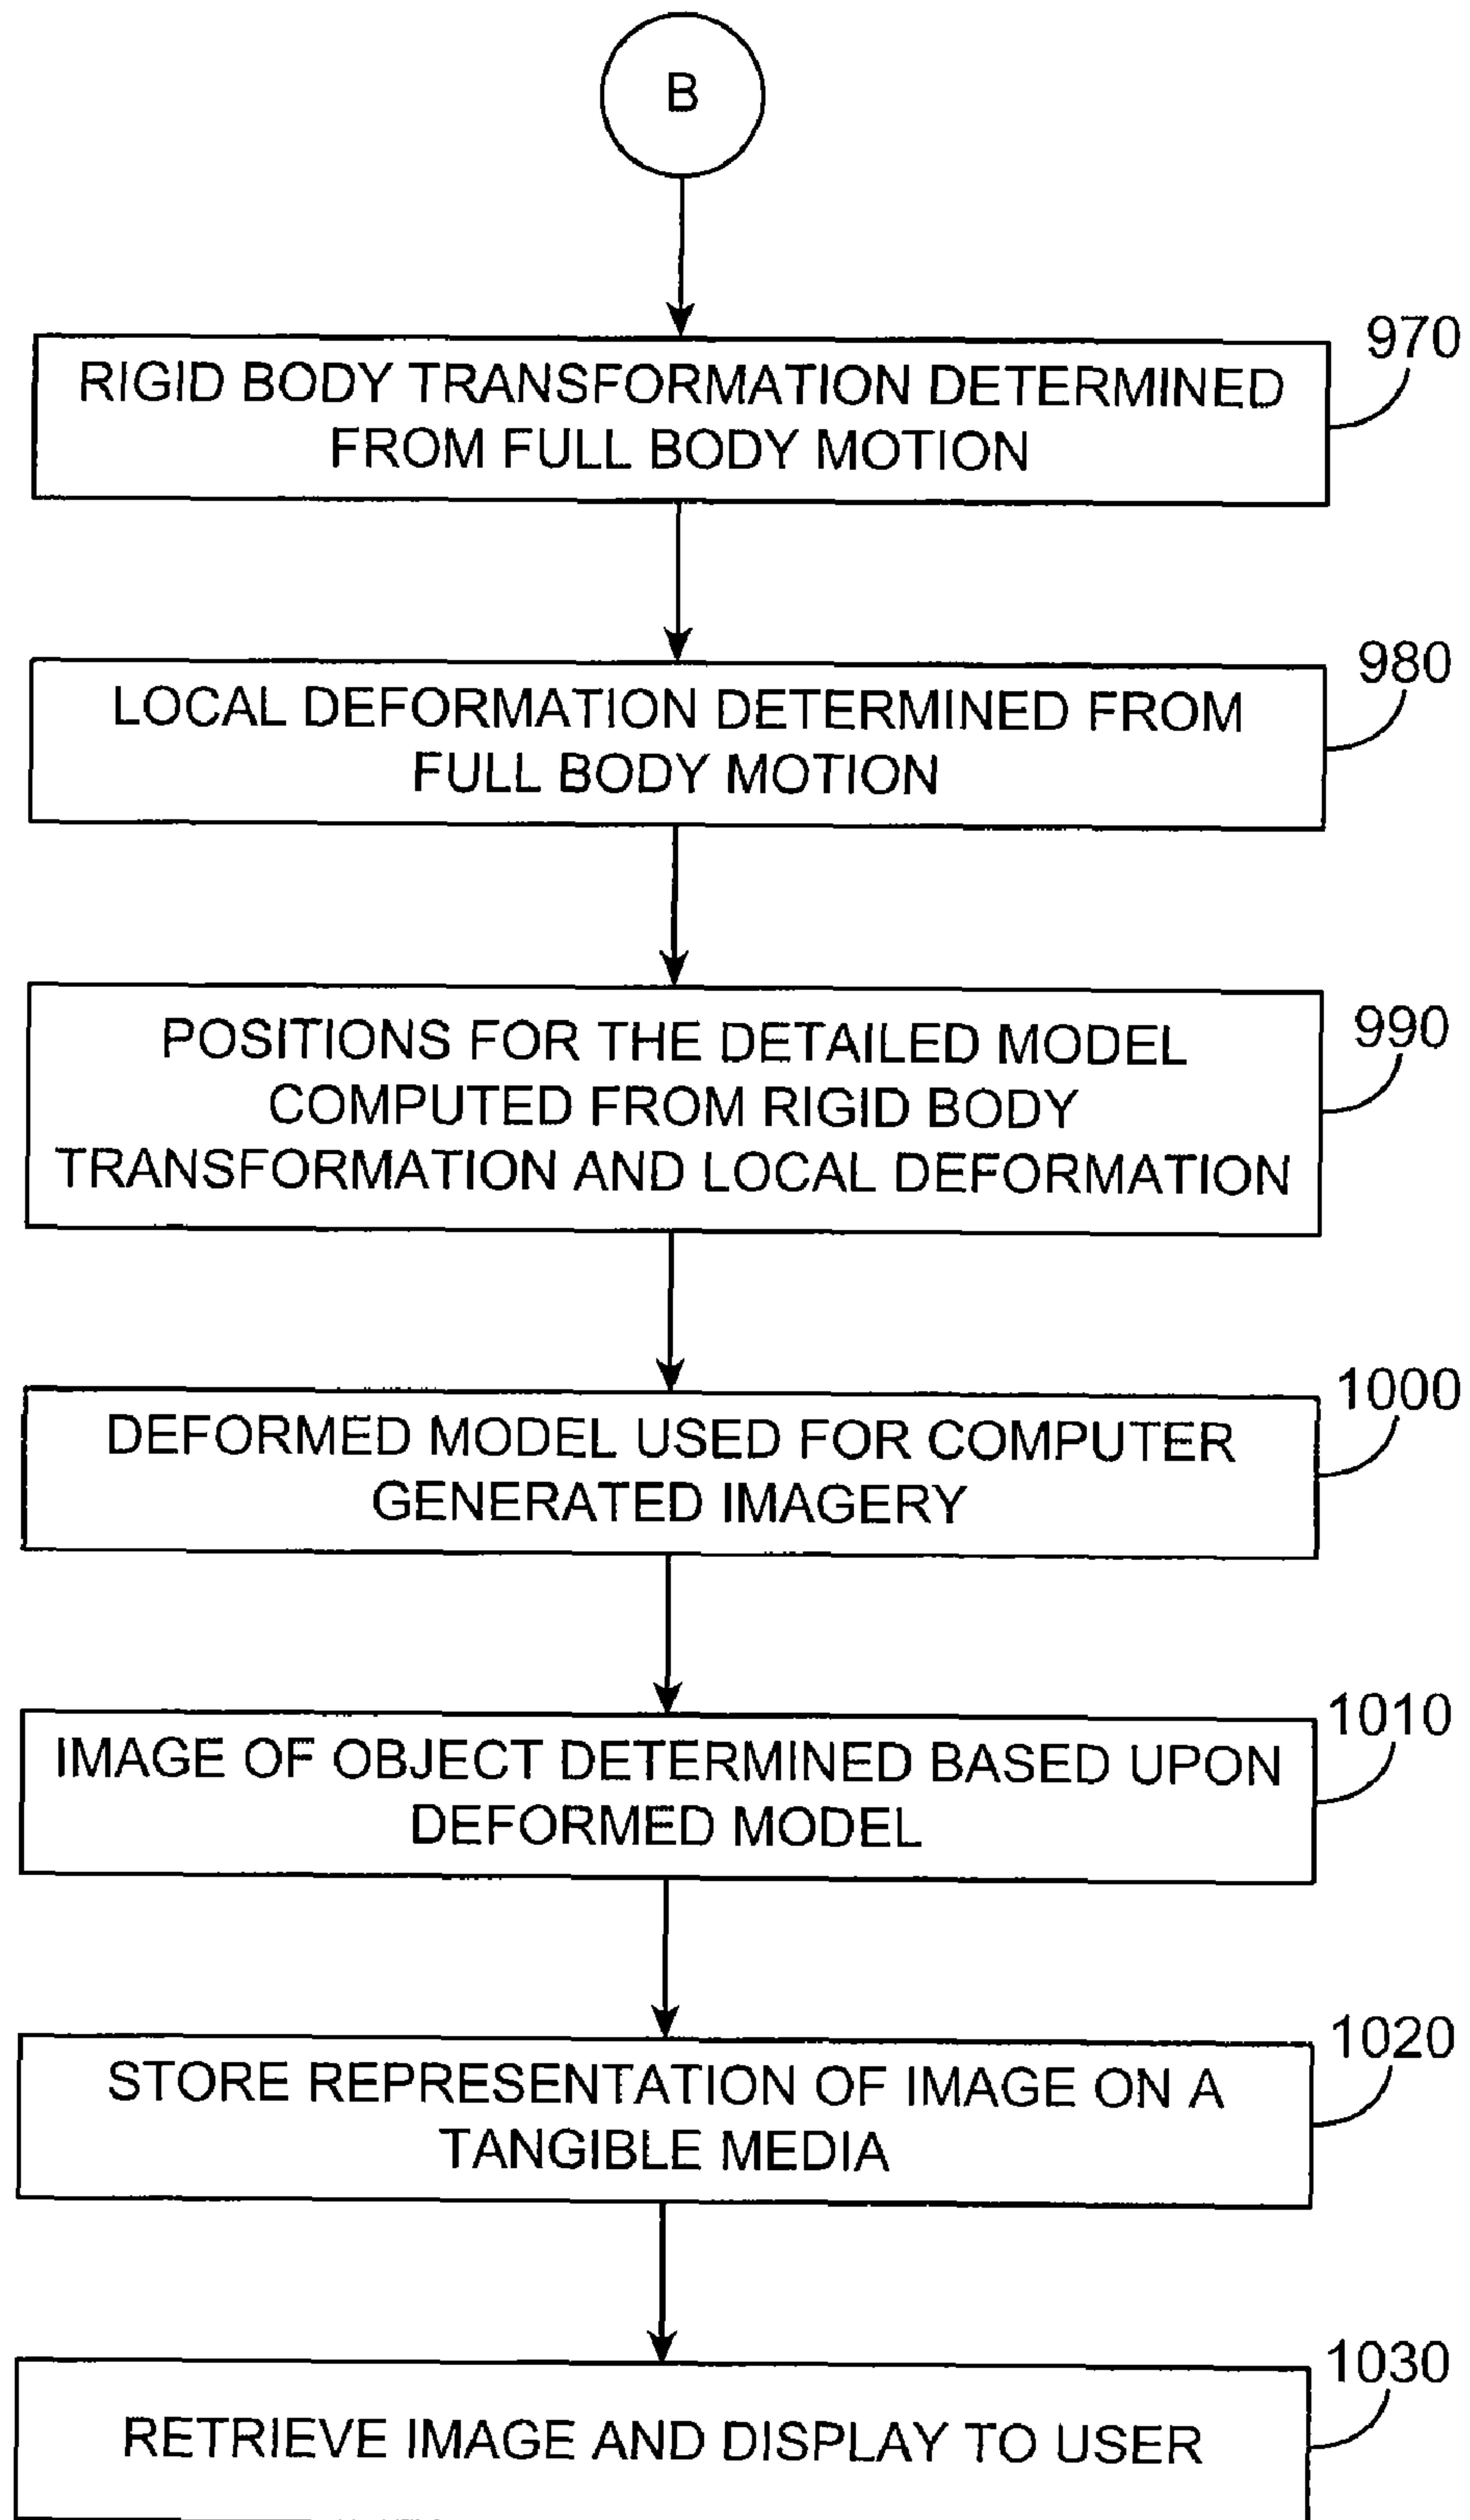 B
970
RIGID BODY TRANSFORMATION DETERMINED
FROM FULL BODY MOTION
980
LOCAL DEFORMATION DETERMINED FROM
FULL BODY MOTION
990
POSITIONS FOR THE DETAILED MODEL
COMPUTED FROM RIGID BODY
TRANSFORMATION AND LOCAL DEFORMATION
1000
DEFORMED MODEL USED FOR COMPUTER
GENERATED IMAGERY
1010
IMAGE OF OBJECT DETERMINED BASED UPON
DEFORMED MODEL
1020
STORE REPRESENTATION OF IMAGE ON A
TANGIBLE MEDIA
1030
RETRIEVE IMAGE AND DISPLAY TO USER